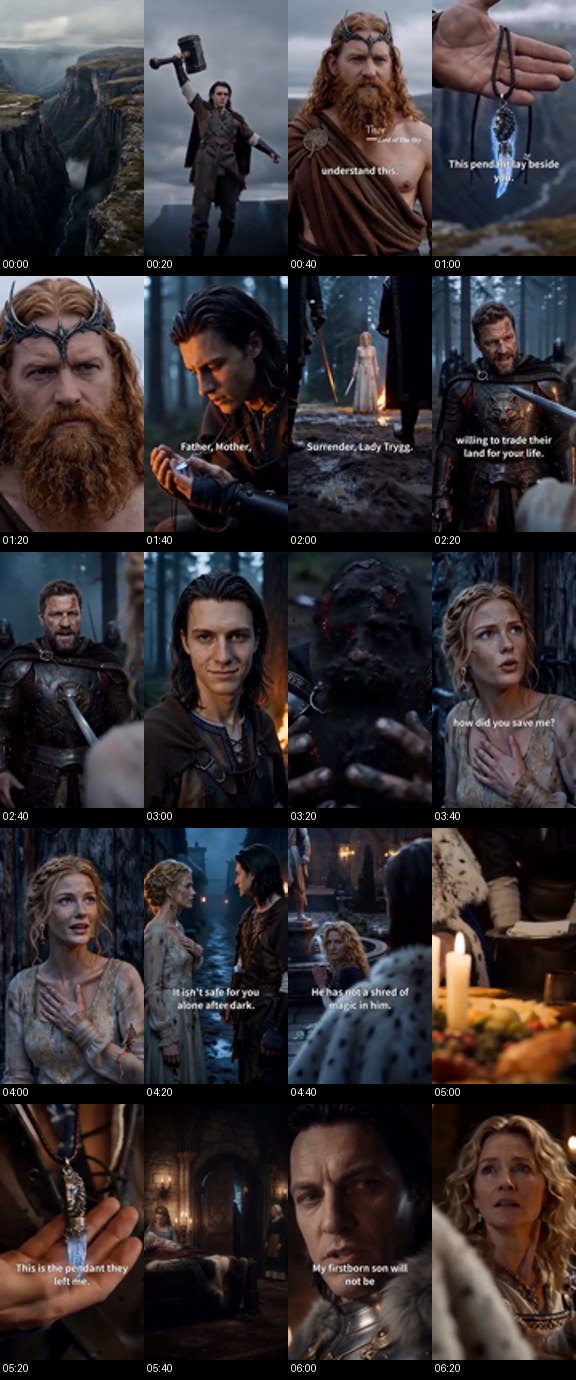 00:00
00:20
00:40
01:00
Thor
Lord of The Sky
understand this.
This pendant lay beside
you.
01:20
01:40
02:00
02:20
Father, Mother,
Surrender, Lady Trygg.
willing to trade their
land for your life.
02:40
03:00
03:20
03:40
how did you save me?
04:00
04:20
04:40
05:00
It isn't safe for you
alone after dark.
He has not a shred of
magic in him.
05:20
05:40
06:00
06:20
This is the pendant they
left me.
My firstborn son will
not be